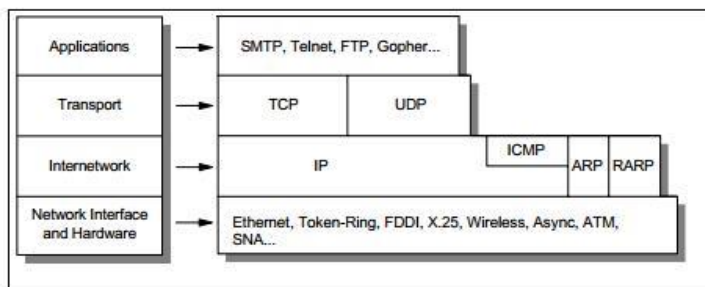 Applications
SMTP, Telnet, FTP, Gopher...
Transport
TCP
UDP
Internetwork
IP
ICMP
ARP
RARP
Network Interface
and Hardware
Ethernet, Token-Ring, FDDI, X.25, Wireless, Async, ATM,
SNA...